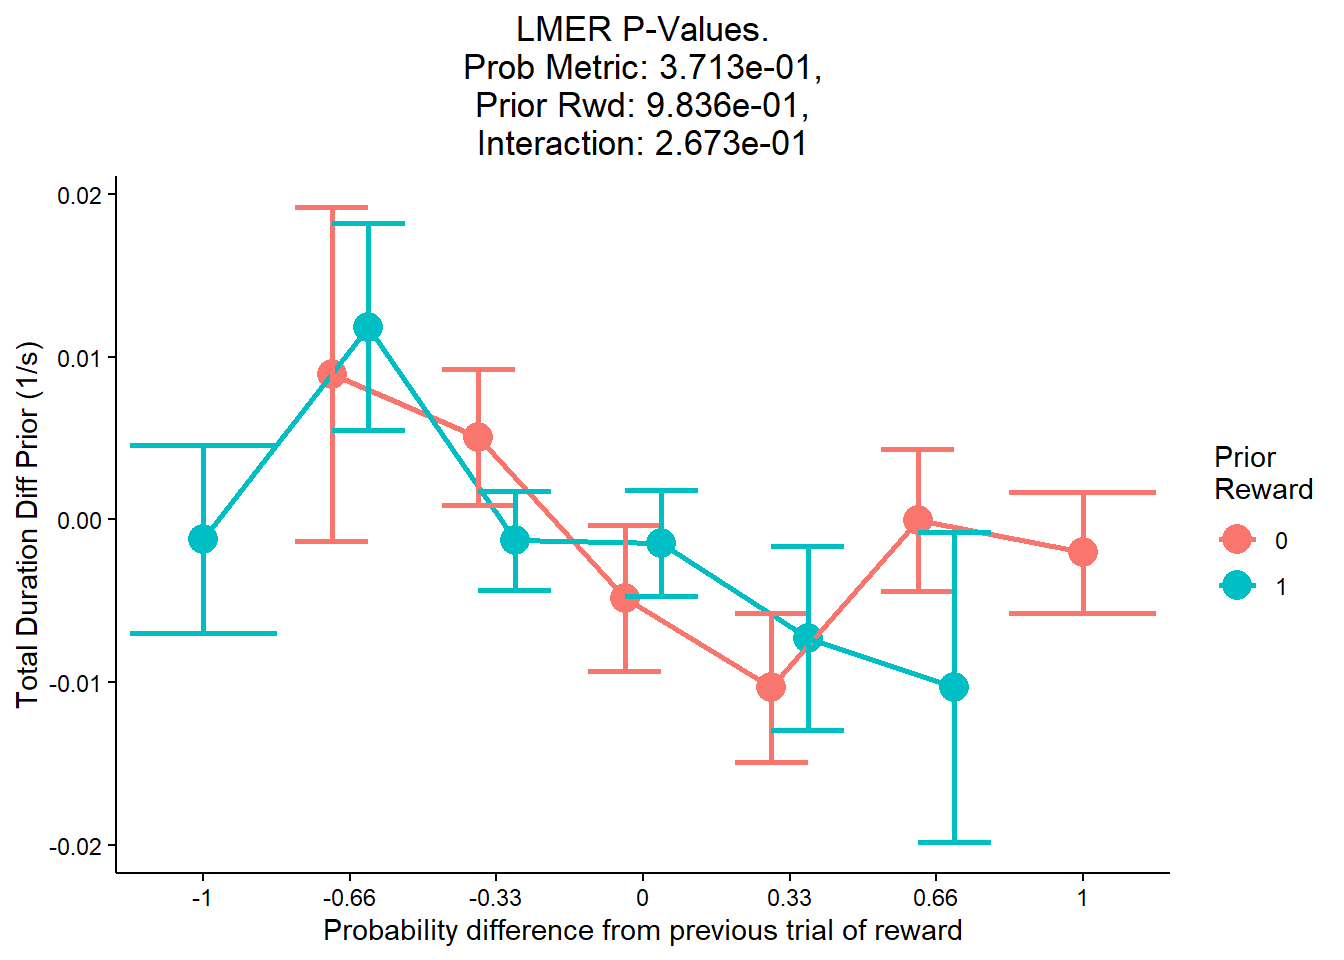 LMER P-Values.
Prob Metric: 3.713e-01,
Prior Rwd: 9.836e-01,
Interaction: 2.673e-01
Total Duration Diff Prior (1/s)
0.02
0.01
0.00
-0.01
-0.02
-1
-0.66
-0.33
0
0.33
0.66
1
Probability difference from previous trial of reward
Prior
Reward
0
1